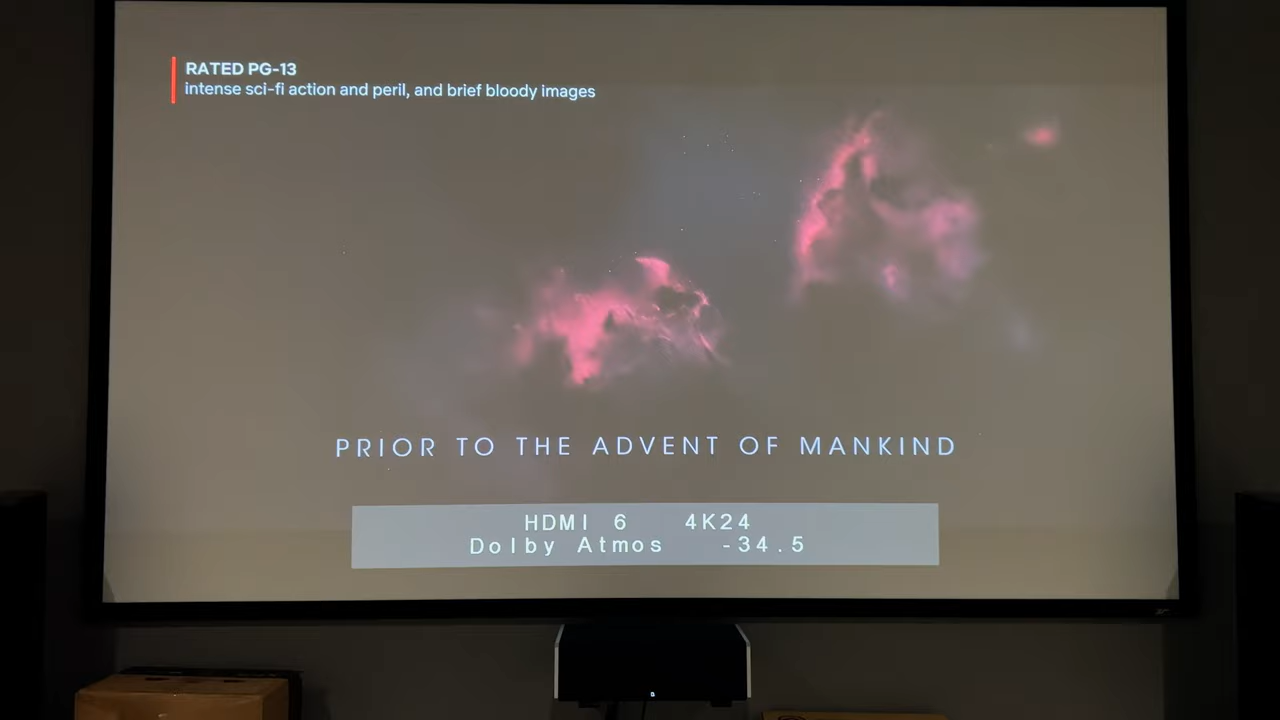 RATED PG-13
intense sci-fi action and peril, and brief bloody images
PRIOR TO THE ADVENT OF MANKIND
HDMI 6 4K24
Dolby Atmos -34.5